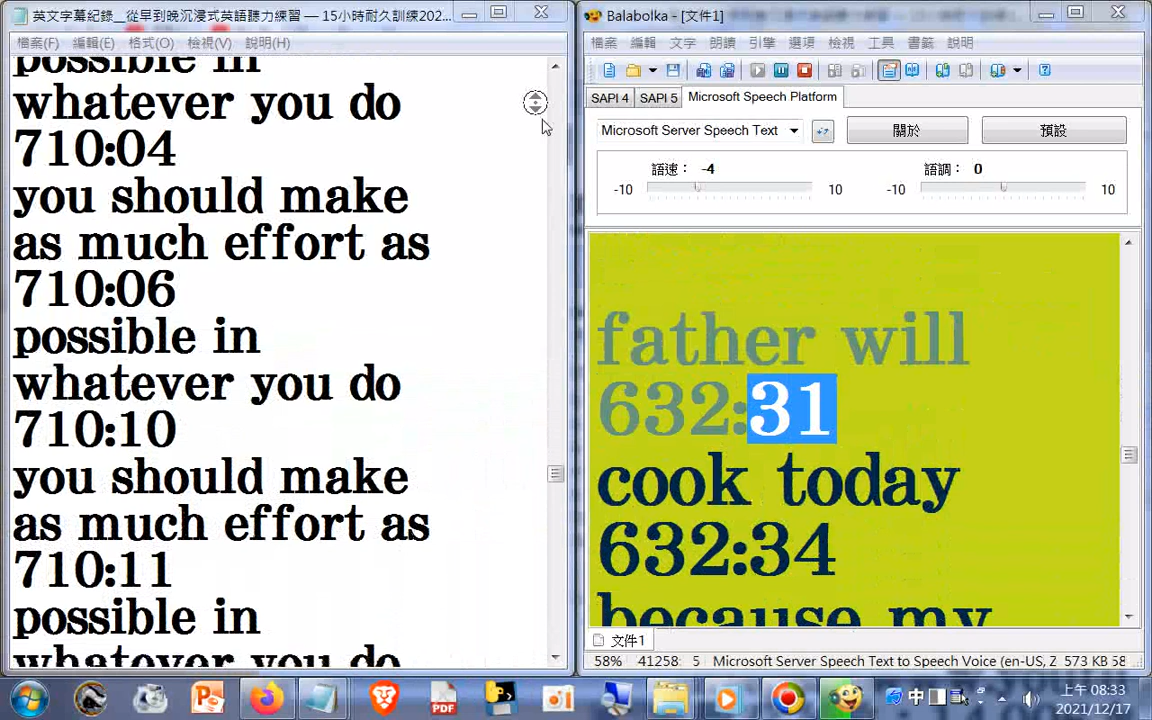 英文字幕紀錄__從早到晚沉浸式英語聽力練習 — 15小時耐久訓練202...
檔案(F) 編輯(E) 格式(O) 檢視(V) 說明(H)
possible in
whatever you do
710:04
you should make
as much effort as
710:06
possible in
whatever you do
710:10
you should make
as much effort as
710:11
possible in
whatever you do
Balabolka - [文件1]
檔案 編輯 文字 朗讀 引擎 選項 檢視 工具 書籤 說明
SAPI 4 SAPI 5 Microsoft Speech Platform
Microsoft Server Speech Text 關於 預設
語速： -4 語調： 0
-10 10 -10 10
father will
632:31
cook today
632:34
because my
文件1
58% 41258: 5 Microsoft Server Speech Text to Speech Voice (en-US, Z 573 KB 58
PDF
中
上午 08:33
2021/12/17